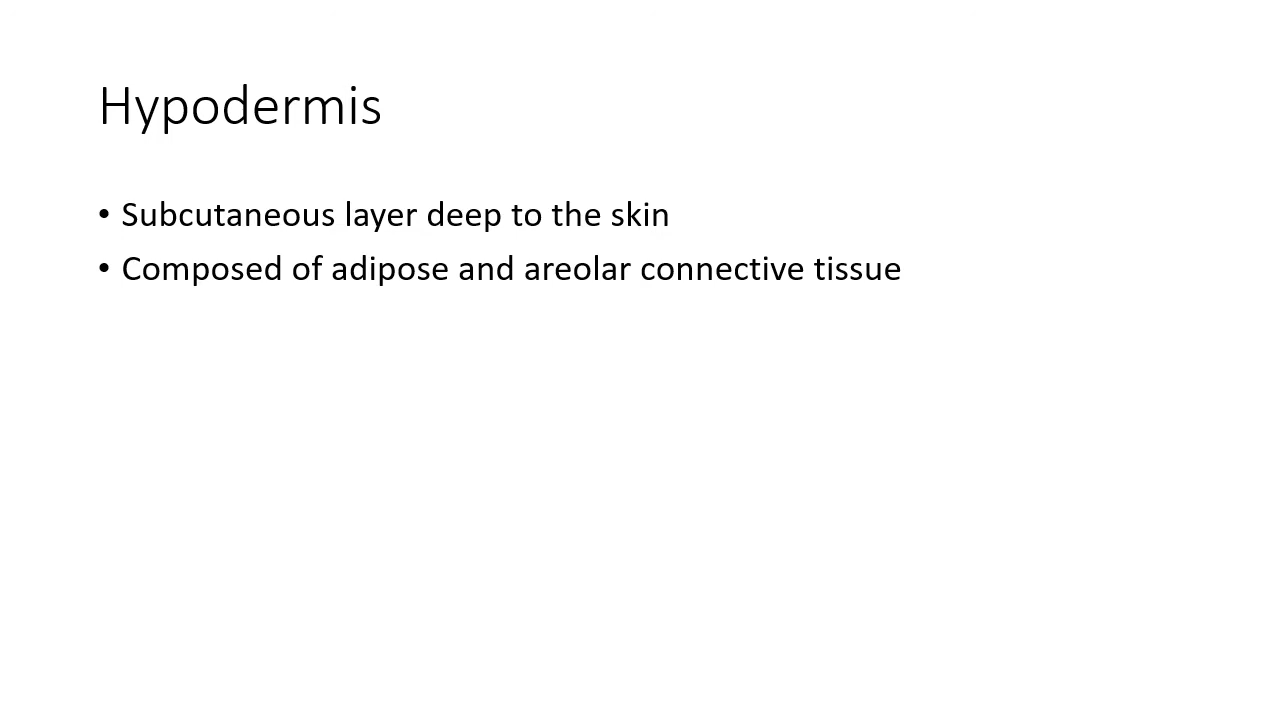 Hypodermis
• Subcutaneous layer deep to the skin
• Composed of adipose and areolar connective tissue